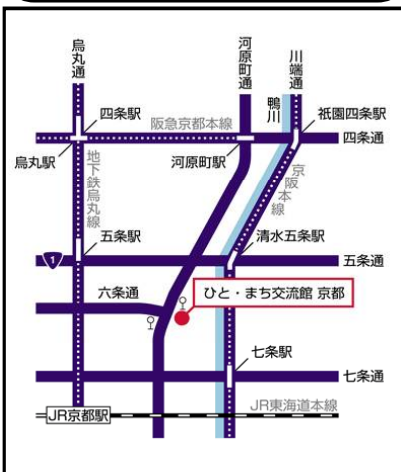 烏丸通
河原町通
川端通
鴨川
四条駅
祇園四条駅
阪急京都本線
四条通
烏丸駅
河原町駅
地下鉄烏丸線
京阪本線
五条駅
清水五条駅
1
五条通
六条通
ひと・まち交流館 京都
七条駅
七条通
JR東海道本線
JR京都駅